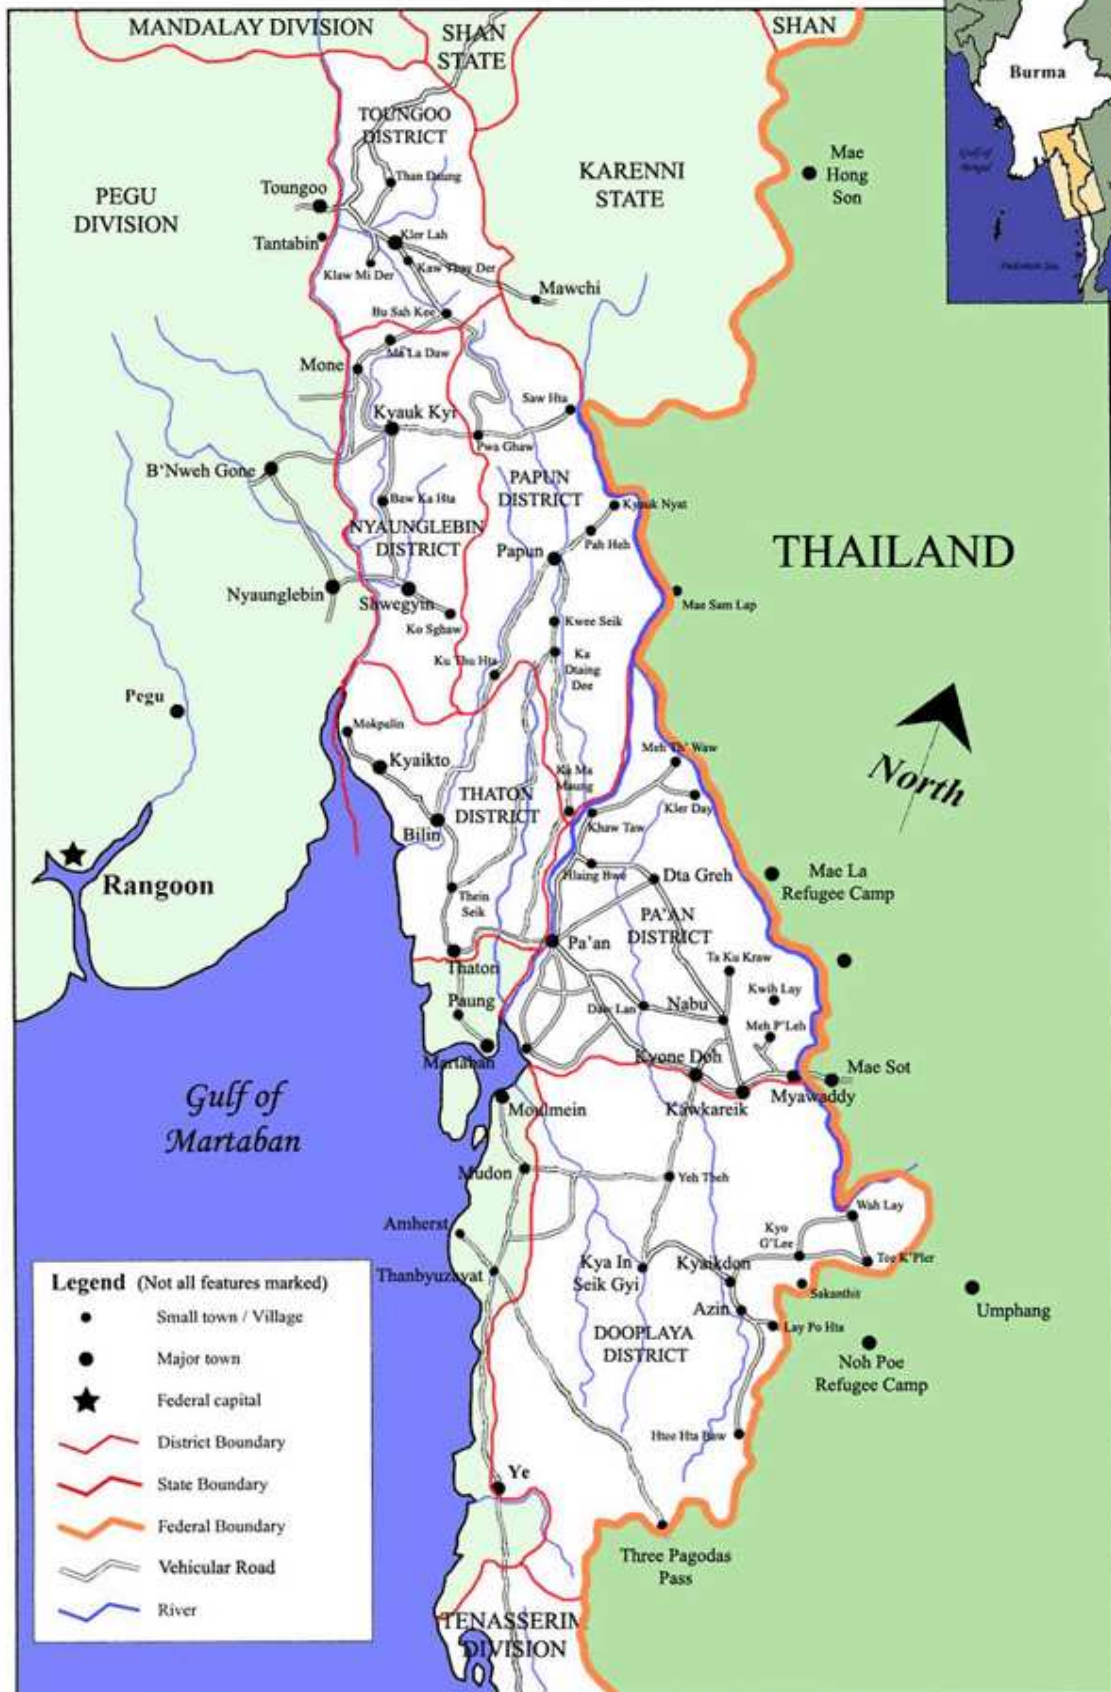 MANDALAY DIVISION
SHAN
STATE
SHAN
Burma
TOUNGOO
DISTRICT
Mae
Hong
Son
KARENNI
STATE
PEGU
DIVISION
Than Daung
Toungoo
Tantabin
Kler Lah
Klaw Mi Der
Kaw Thay Der
Mawchi
Bu Sah Kee
Ma La Daw
Mone
Saw Hta
Kyauk Kyi
Pwa Ghaw
B'Nweh Gone
PAPUN
DISTRICT
Baw Ka Hta
Kyauk Nyat
NYAUNGLEBIN
DISTRICT
Pah Heh
Papun
THAILAND
Nyaunglebin
Shwegyin
Mae Sam Lap
Ko Sghaw
Kwee Seik
Ku Thu Hta
Ka
Dtaing
Dee
Pegu
Mokpalin
Meh Th' Waw
Kyaikto
North
Ka Ma
Maung
THATON
DISTRICT
Kler Day
Bilin
Khaw Taw
Rangoon
Hlaing Bwe
Dta Greh
Mae La
Refugee Camp
Thein
Seik
PA'AN
DISTRICT
Pa'an
Ta Ku Kraw
Thaton
Kwih Lay
Paung
Daw Lan
Nabu
Meh P'Leh
Martaban
Kyone Doh
Mae Sot
Gulf of
Martaban
Moulmein
Kawkareik
Myawaddy
Mudon
Yeh Tbeh
Amherst
Wah Lay
Kyo
G'Lee
Thanbyuzayat
Kya In
Seik Gyi
Kyaikdon
Tee K'Pler
Sakanthit
Azin
Umphang
Lay Po Hta
DOOPLAYA
DISTRICT
Noh Poe
Refugee Camp
Htee Hta Baw
Ye
Three Pagodas
Pass
TENASSERIM
DIVISION
Legend (Not all features marked)
Small town / Village
Major town
Federal capital
District Boundary
State Boundary
Federal Boundary
Vehicular Road
River